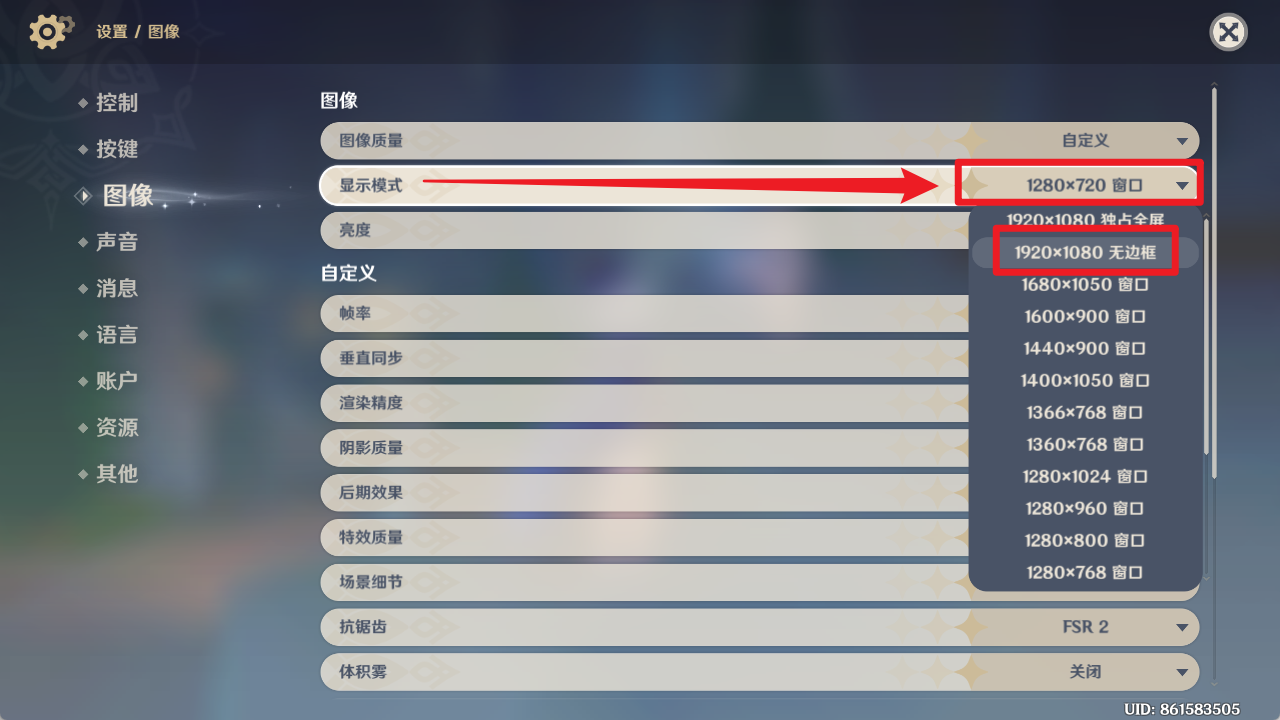 设置 / 图像
控制
按键
图像
声音
消息
语言
账户
资源
其他
图像
图像质量 自定义
显示模式 1280×720 窗口
亮度
1920×1080 独占全屏
1920×1080 无边框
1680×1050 窗口
1600×900 窗口
1440×900 窗口
1400×1050 窗口
1366×768 窗口
1360×768 窗口
1280×1024 窗口
1280×960 窗口
1280×800 窗口
1280×768 窗口
自定义
帧率
垂直同步
渲染精度
阴影质量
后期效果
特效质量
场景细节
抗锯齿 FSR 2
体积雾 关闭
UID: 861583505